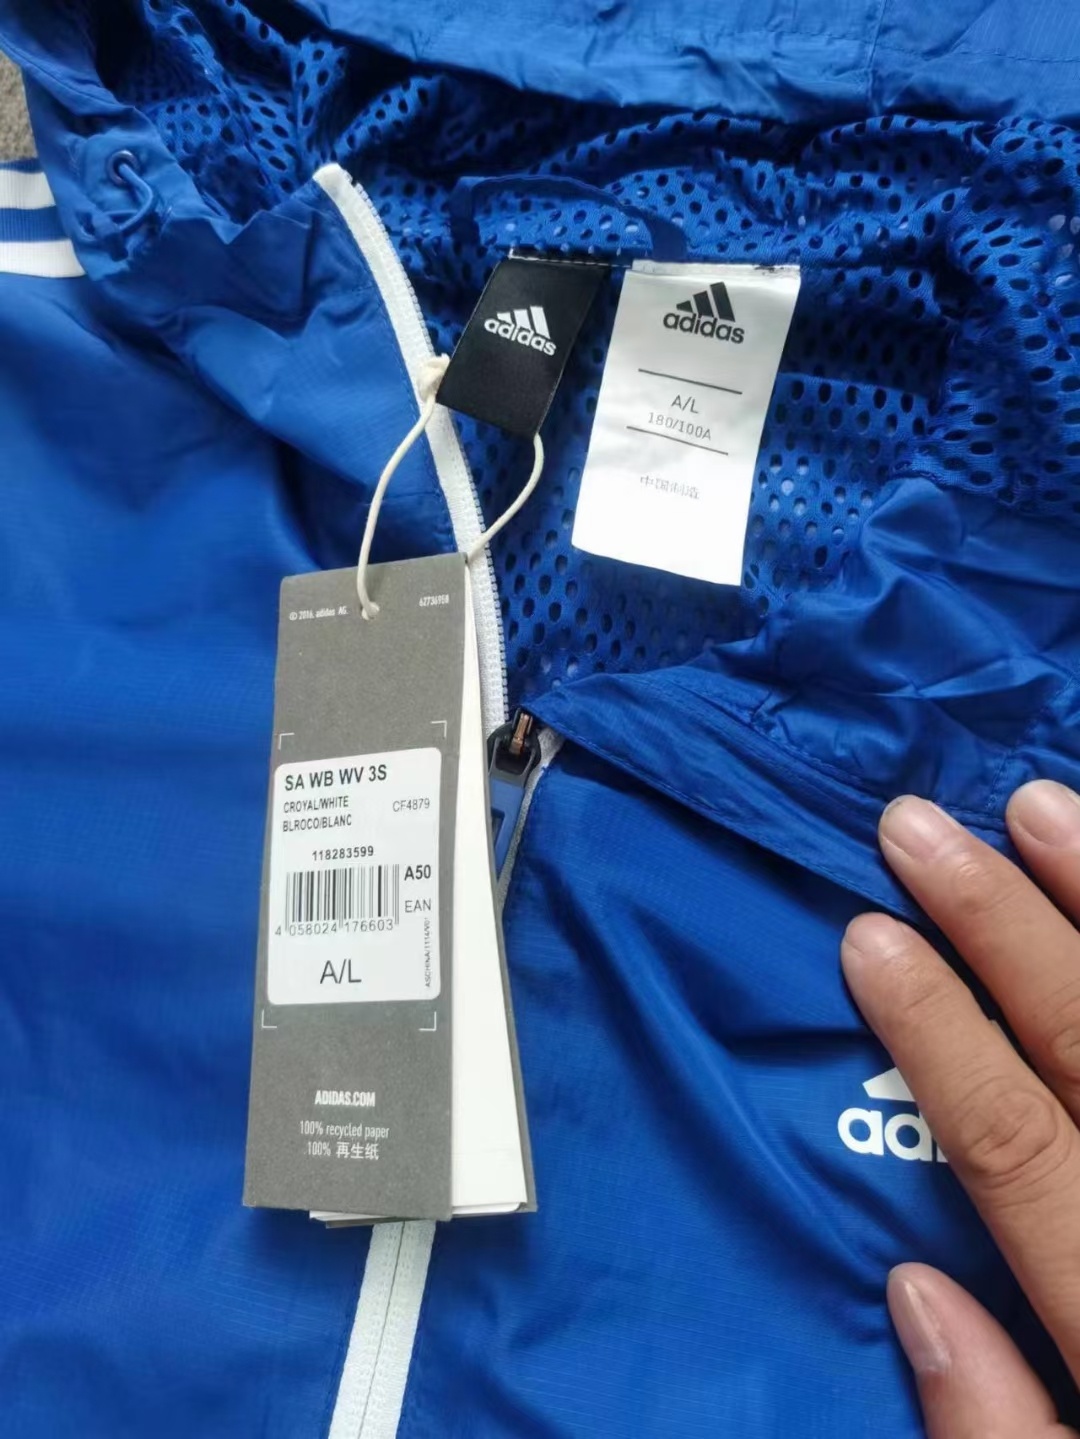 adidas
adidas
A/L
180/100A
中国制造
© 2016. adidas AG.
62736958
SA WB WV 3S
CROYAL/WHITE
CF4879
BLROCO/BLANC
118283599
A50
EAN
4 058024 176603
A/L
ADIDAS.COM
100% recycled paper
100% 再生纸